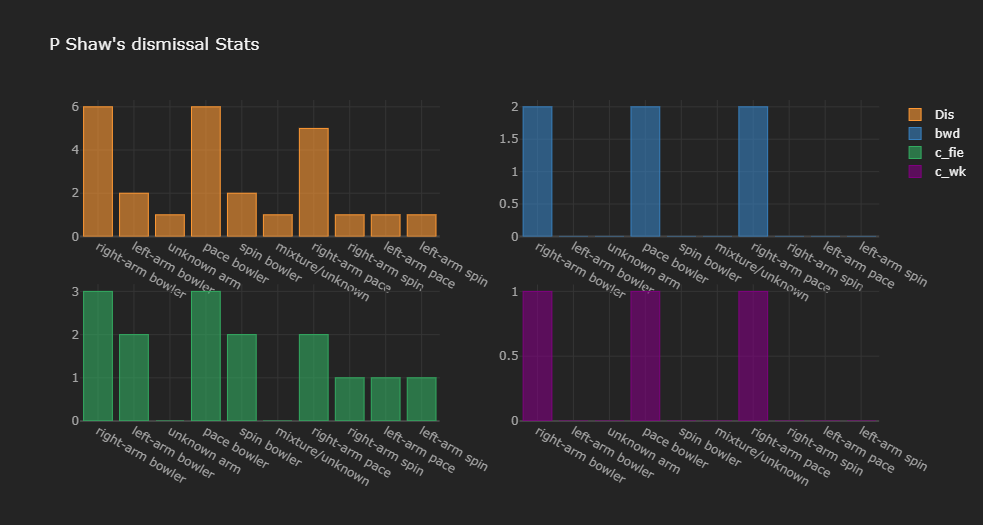 P Shaw's dismissal Stats
6
4
2
0
right-arm bowler
left-arm bowler
unknown arm
pace bowler
spin bowler
mixture/unknown
right-arm pace
right-arm spin
left-arm pace
left-arm spin
2
1.5
1
0.5
0
right-arm bowler
left-arm bowler
unknown arm
pace bowler
spin bowler
mixture/unknown
right-arm pace
right-arm spin
left-arm pace
left-arm spin
Dis
bwd
c_fie
c_wk
3
2
1
0
right-arm bowler
left-arm bowler
unknown arm
pace bowler
spin bowler
mixture/unknown
right-arm pace
right-arm spin
left-arm pace
left-arm spin
1
0.5
0
right-arm bowler
left-arm bowler
unknown arm
pace bowler
spin bowler
mixture/unknown
right-arm pace
right-arm spin
left-arm pace
left-arm spin